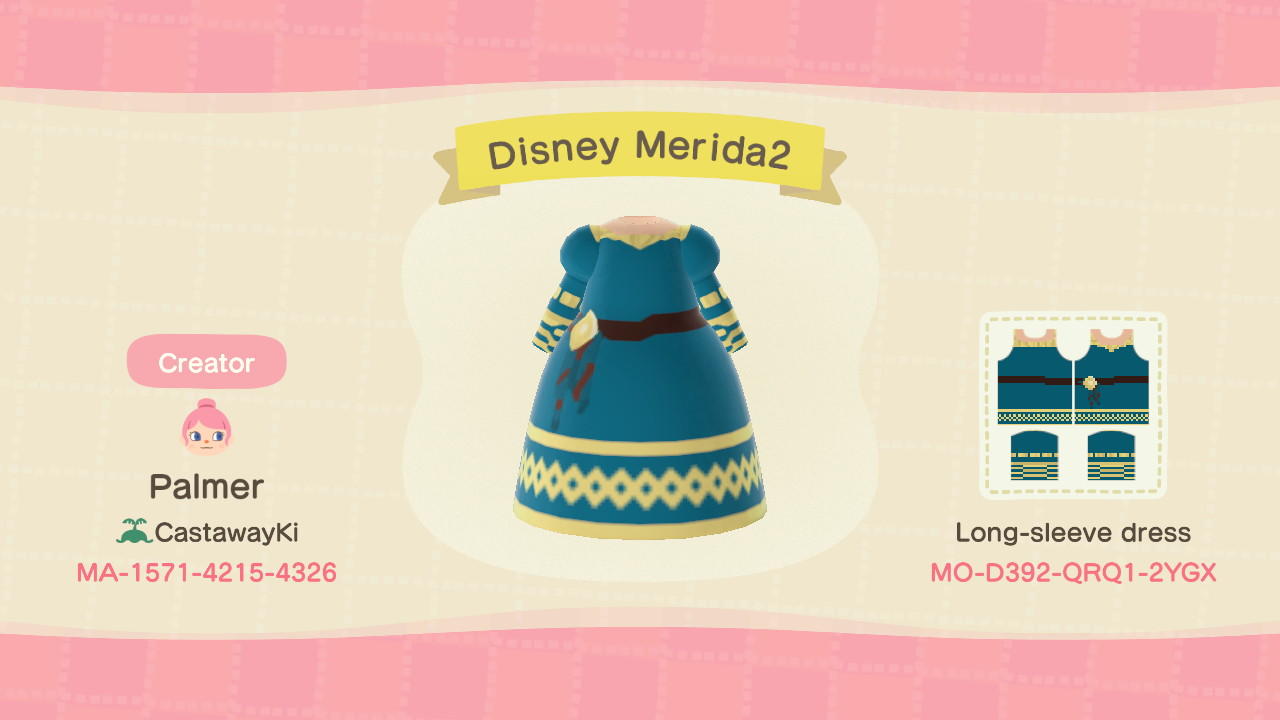 Disney Merida2
Creator
Palmer
CastawayKi
MA-1571-4215-4326
Long-sleeve dress
MO-D392-QRQ1-2YGX